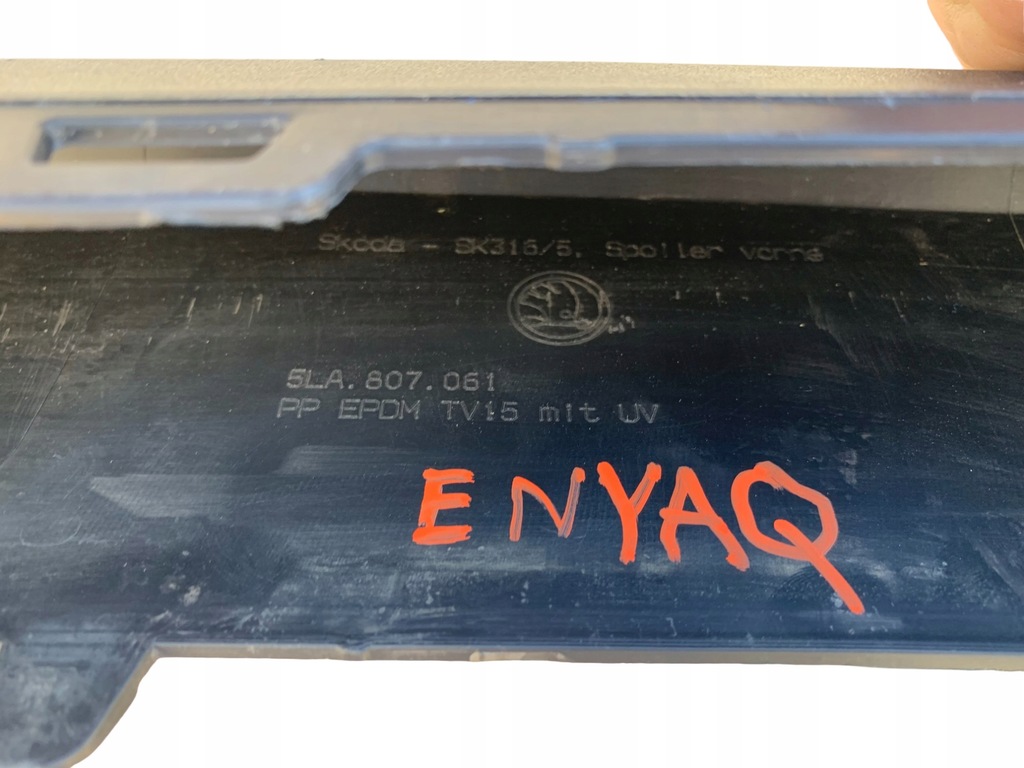 Skoda - SK316/5, Spoiler vorne
5LA.807.061
PP EPDM TV15 mit UV
ENYAQ